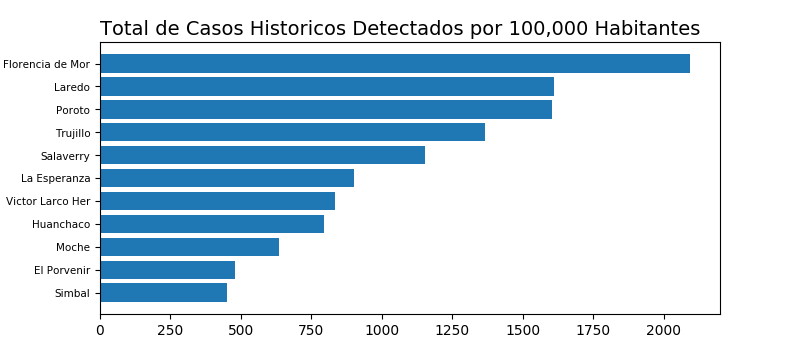 Total de Casos Historicos Detectados por 100,000 Habitantes
Florencia de Mor
Laredo
Poroto
Trujillo
Salaverry
La Esperanza
Victor Larco Her
Huanchaco
Moche
El Porvenir
Simbal
0 250 500 750 1000 1250 1500 1750 2000